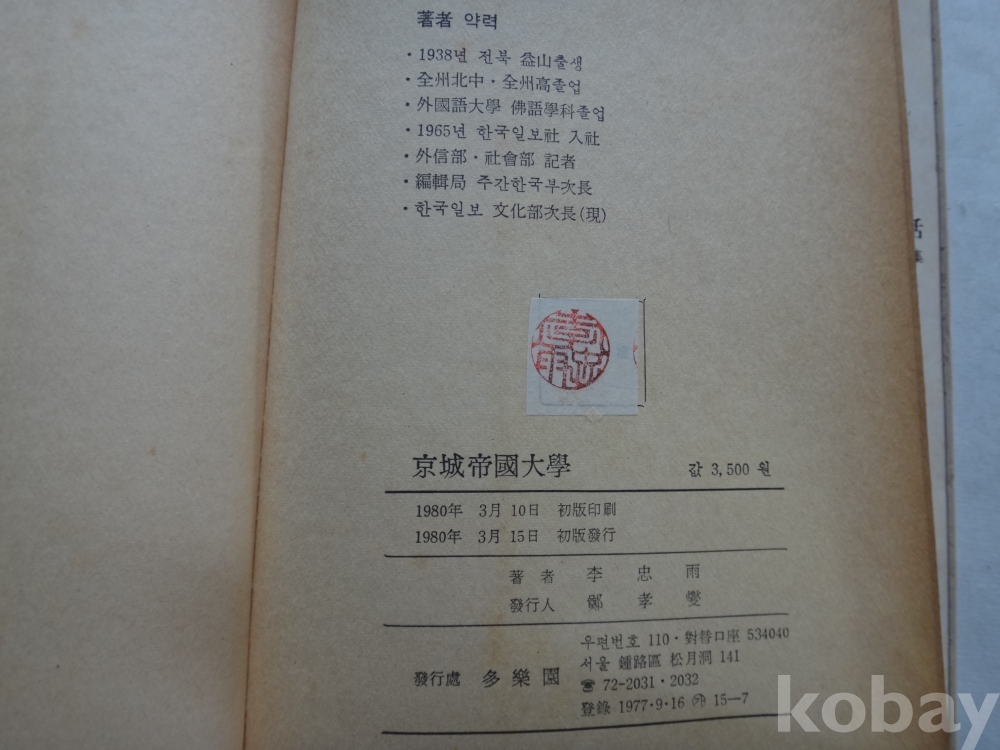 著者 약력
· 1938년 전북 益山출생
· 全州北中 · 全州高졸업
· 外國語大學 佛語學科졸업
· 1965년 한국일보社 入社
· 外信部 · 社會部 記者
· 編輯局 주간한국부次長
· 한국일보 文化部次長(現)
京城帝國大學 값 3,500 원
1980年 3月 10日 初版印刷
1980年 3月 15日 初版發行
著者 李忠雨
發行人 鄭孝燮
發行處 多樂園
우편번호 110 · 對替口座 534040
서울 鍾路區 松月洞 141
☎ 72-2031 · 2032
登錄 1977·9·16 ㉮ 15—7
kobay